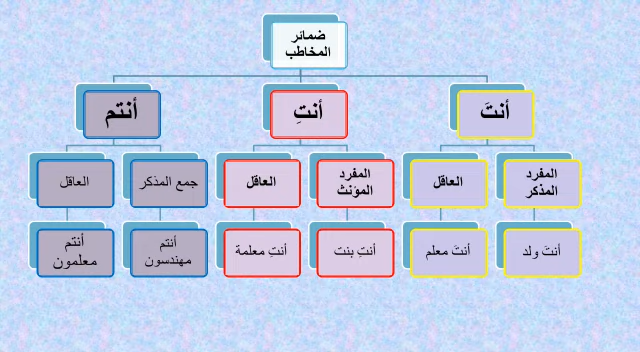 ضمائر
المخاطب
أنتَ
أنتِ
أنتم
المفرد
المذكر
العاقل
المفرد
المؤنث
العاقل
جمع المذكر
العاقل
أنتَ ولد
أنتَ معلم
أنتِ بنت
أنتِ معلمة
أنتم
مهندسون
أنتم
معلمون